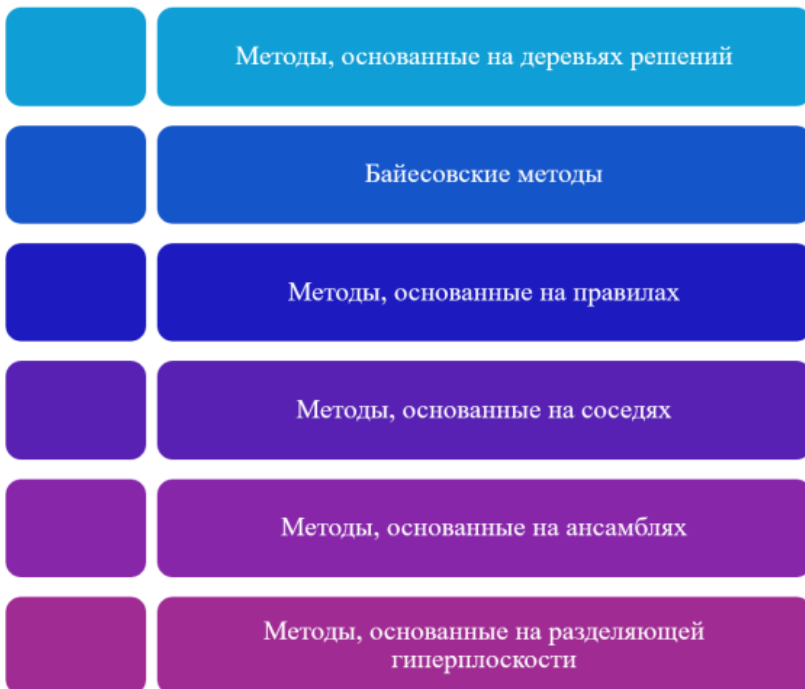 Методы, основанные на деревьях решений
Байесовские методы
Методы, основанные на правилах
Методы, основанные на соседях
Методы, основанные на ансамблях
Методы, основанные на разделяющей
гиперплоскости